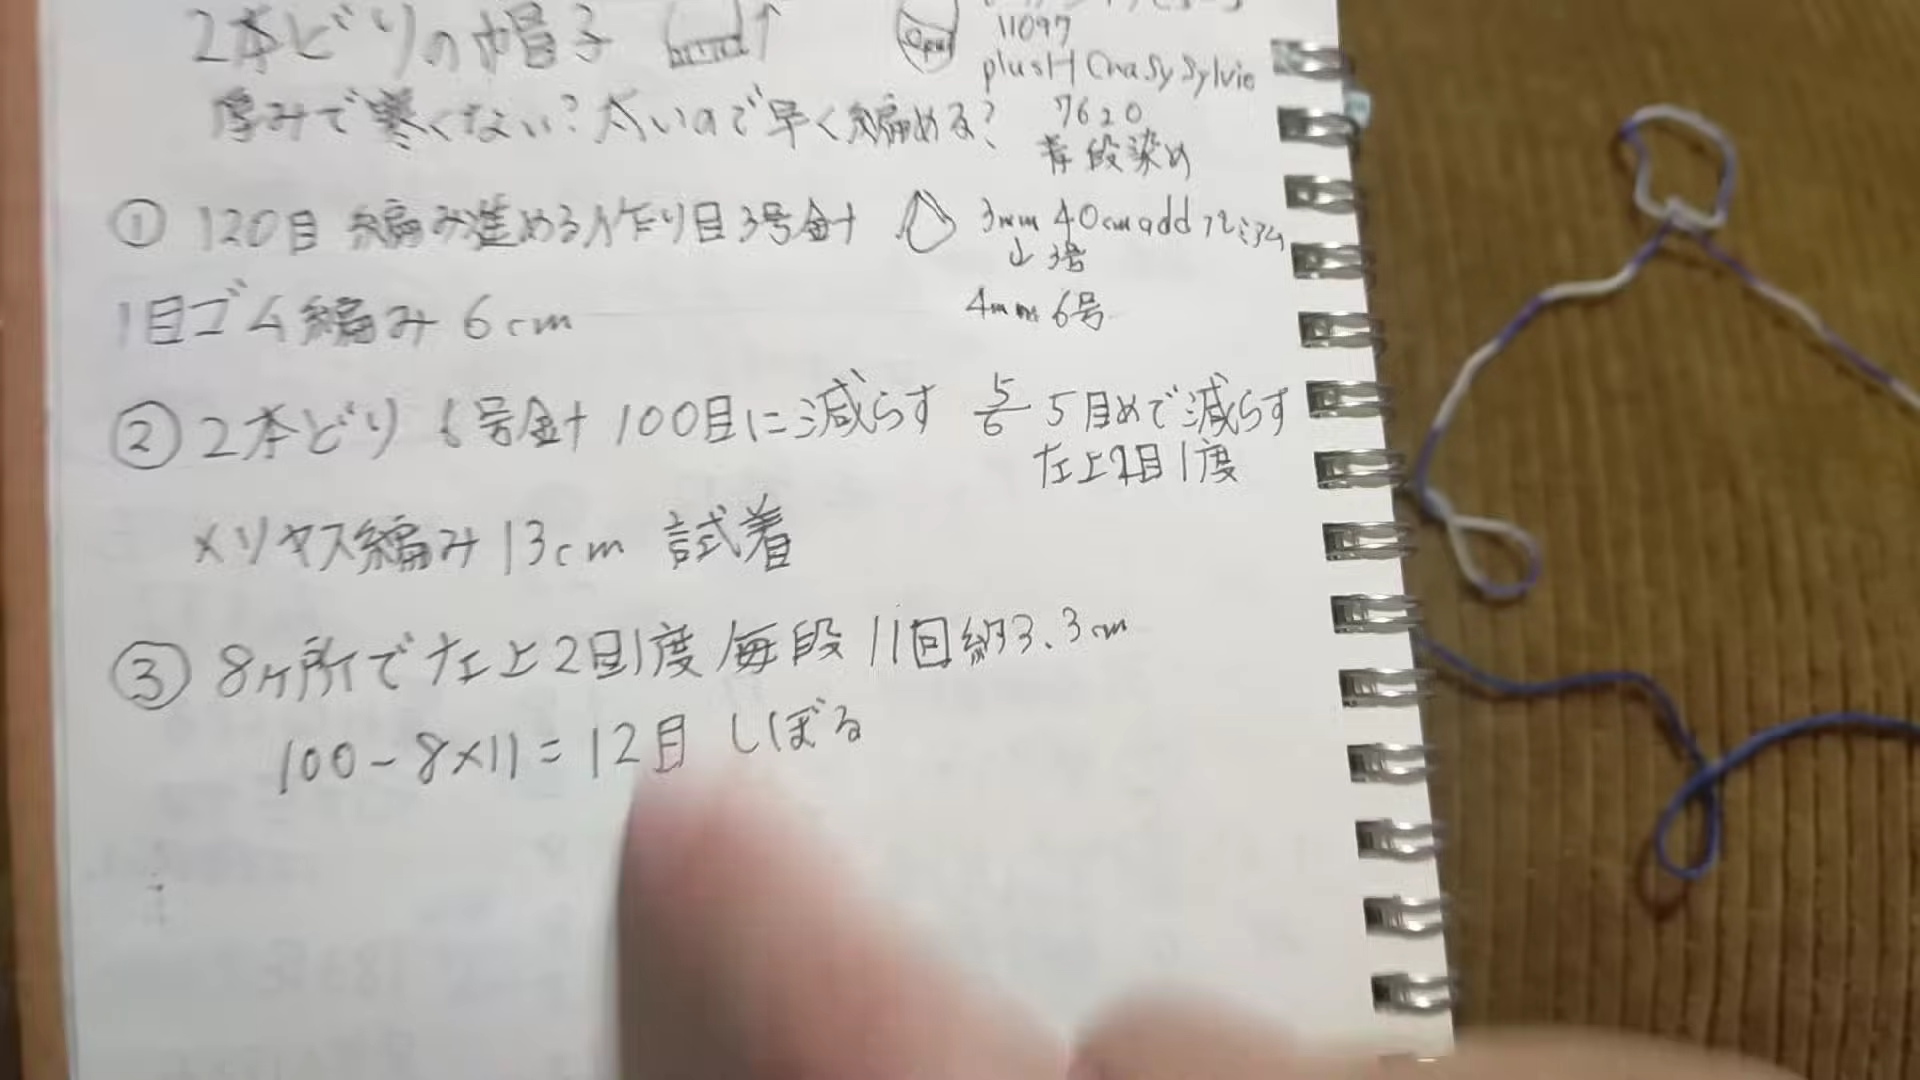 2本どりの帽子
Opal
11097
plusH Chasy Sylvie
厚みで寒くない?太いので早く編める?
7620
青段染め
① 120目 編み進める作り目3号針
3mm 40cm addアルミ
3号
4mm 6号
1目ゴム編み 6cm
② 2本どり 6号針 100目に減らす
5/6 5目めで減らす
左上2目1度
メリヤス編み 13cm 試着
③ 8ヶ所で左上2目1度/毎段 11回 約3.3cm
100-8×11=12目 しぼる